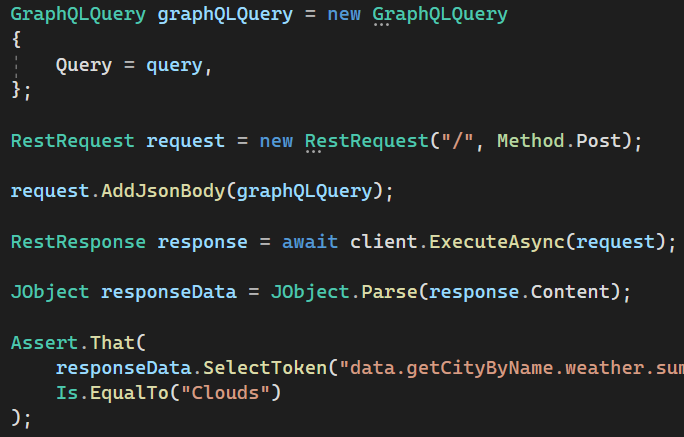 GraphQLQuery graphQLQuery = new GraphQLQuery
{
    Query = query,
};
RestRequest request = new RestRequest("/", Method.Post);
request.AddJsonBody(graphQLQuery);
RestResponse response = await client.ExecuteAsync(request);
JObject responseData = JObject.Parse(response.Content);
Assert.That(
    responseData.SelectToken("data.getCityByName.weather.sum
    Is.EqualTo("Clouds")
);